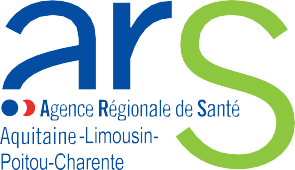 ars
Agence Régionale de Santé
Aquitaine-Limousin-
Poitou-Charente